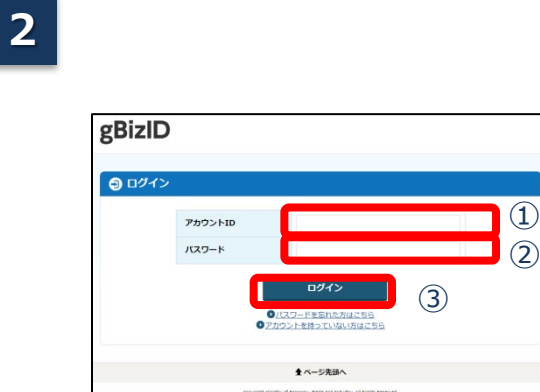 2
gBizID
ログイン
アカウントID
①
パスワード
②
ログイン
③
パスワードを忘れた方はこちら
アカウントを持っていない方はこちら
ページ先頭へ